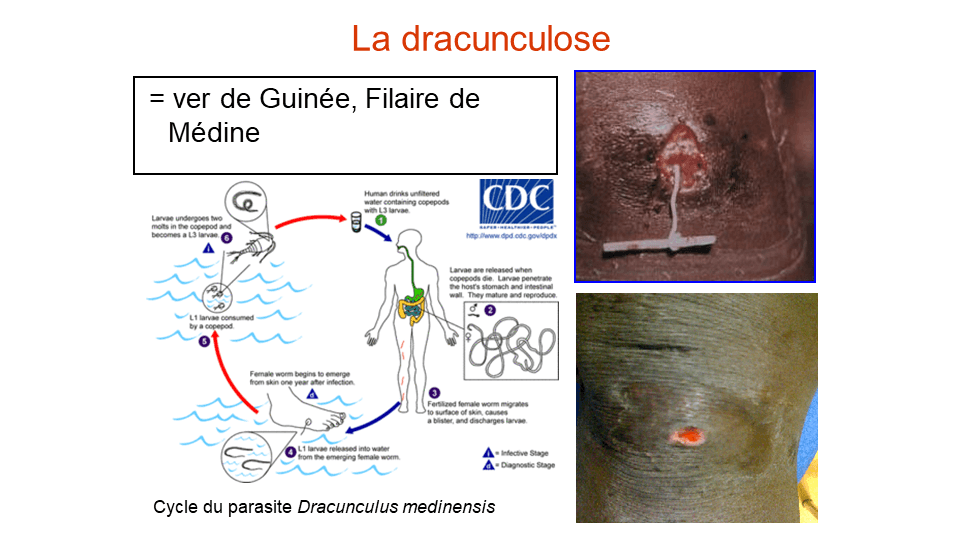 La dracunculose
= ver de Guinée, Filaire de
Médine
Human drinks unfiltered
water containing copepods
with L3 larvae.
1
CDC
SAFER · HEALTHIER · PEOPLE™
http://www.dpd.cdc.gov/dpdx
Larvae undergoes two
molts in the copepod and
becomes a L3 larvae.
6
i
Larvae are released when
copepods die. Larvae penetrate
the host's stomach and intestinal
wall. They mature and reproduce.
♂
2
♀
L1 larvae consumed
by a copepod.
5
Female worm begins to emerge
from skin one year after infection.
d
3
Fertilized female worm migrates
to surface of skin, causes
a blister, and discharges larvae.
4
L1 larvae released into water
from the emerging female worm.
i = Infective Stage
d = Diagnostic Stage
Cycle du parasite Dracunculus medinensis